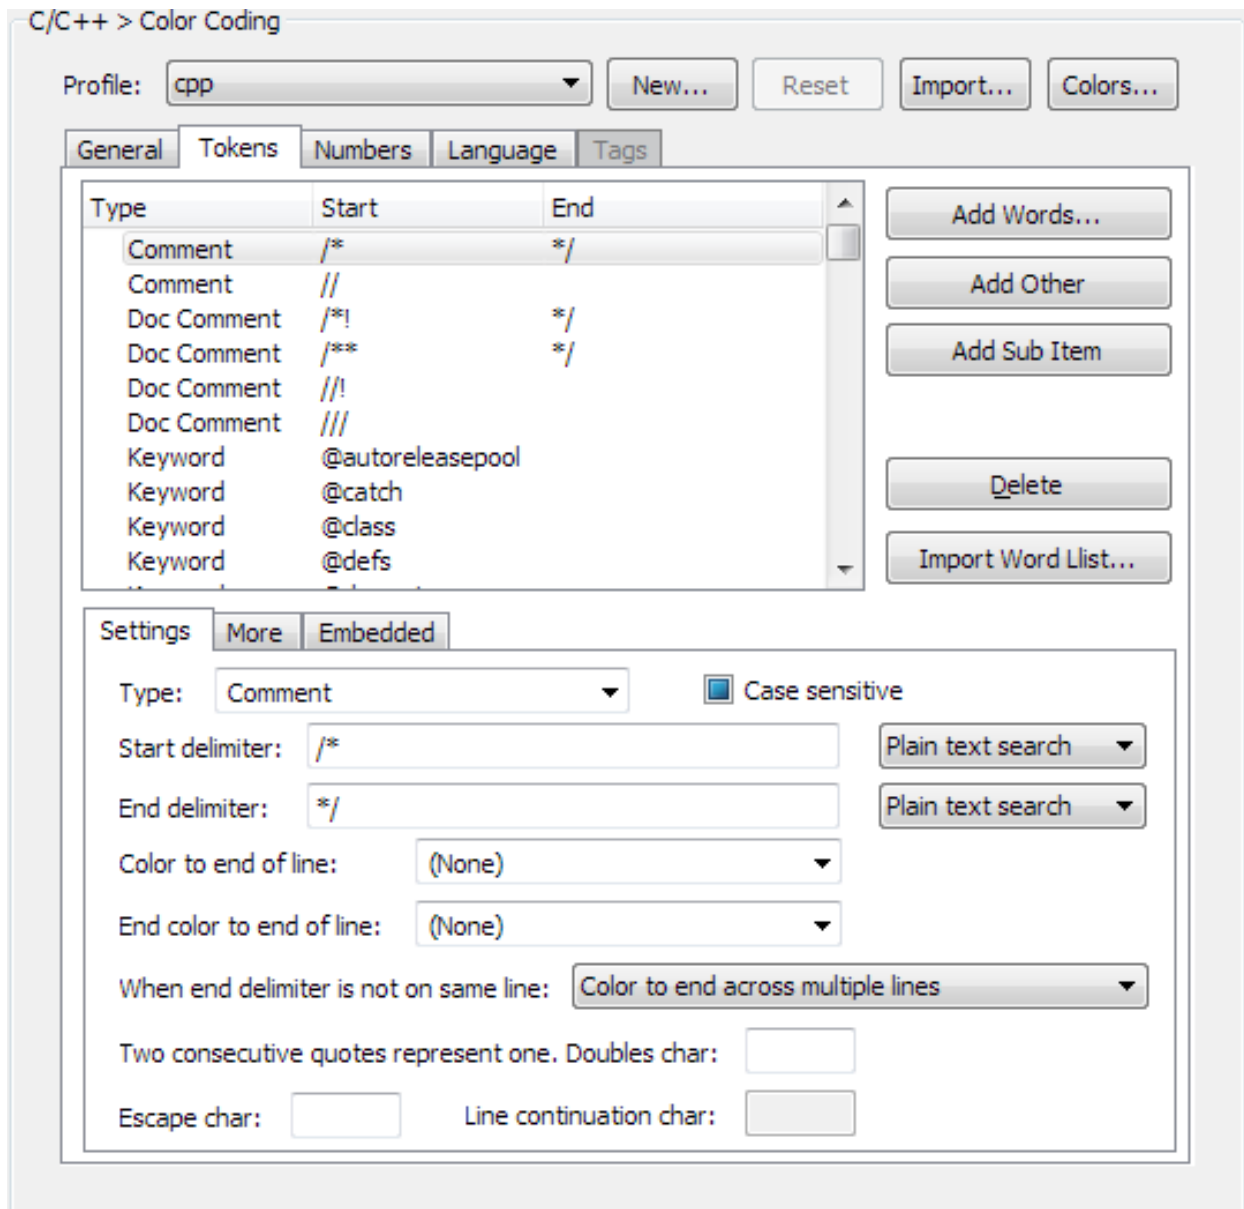 C/C++ > Color Coding
Profile: cpp New... Reset Import... Colors...
General Tokens Numbers Language Tags
Type Start End
Add Words...
Comment /* */
Comment //
Add Other
Doc Comment /*! */
Doc Comment /** */
Add Sub Item
Doc Comment //!
Doc Comment ///
Keyword @autoreleasepool
Keyword @catch
Delete
Keyword @class
Keyword @defs
Import Word Llist...
Settings More Embedded
Type: Comment Case sensitive
Start delimiter: /* Plain text search
End delimiter: */ Plain text search
Color to end of line: (None)
End color to end of line: (None)
When end delimiter is not on same line: Color to end across multiple lines
Two consecutive quotes represent one. Doubles char:
Escape char: Line continuation char: